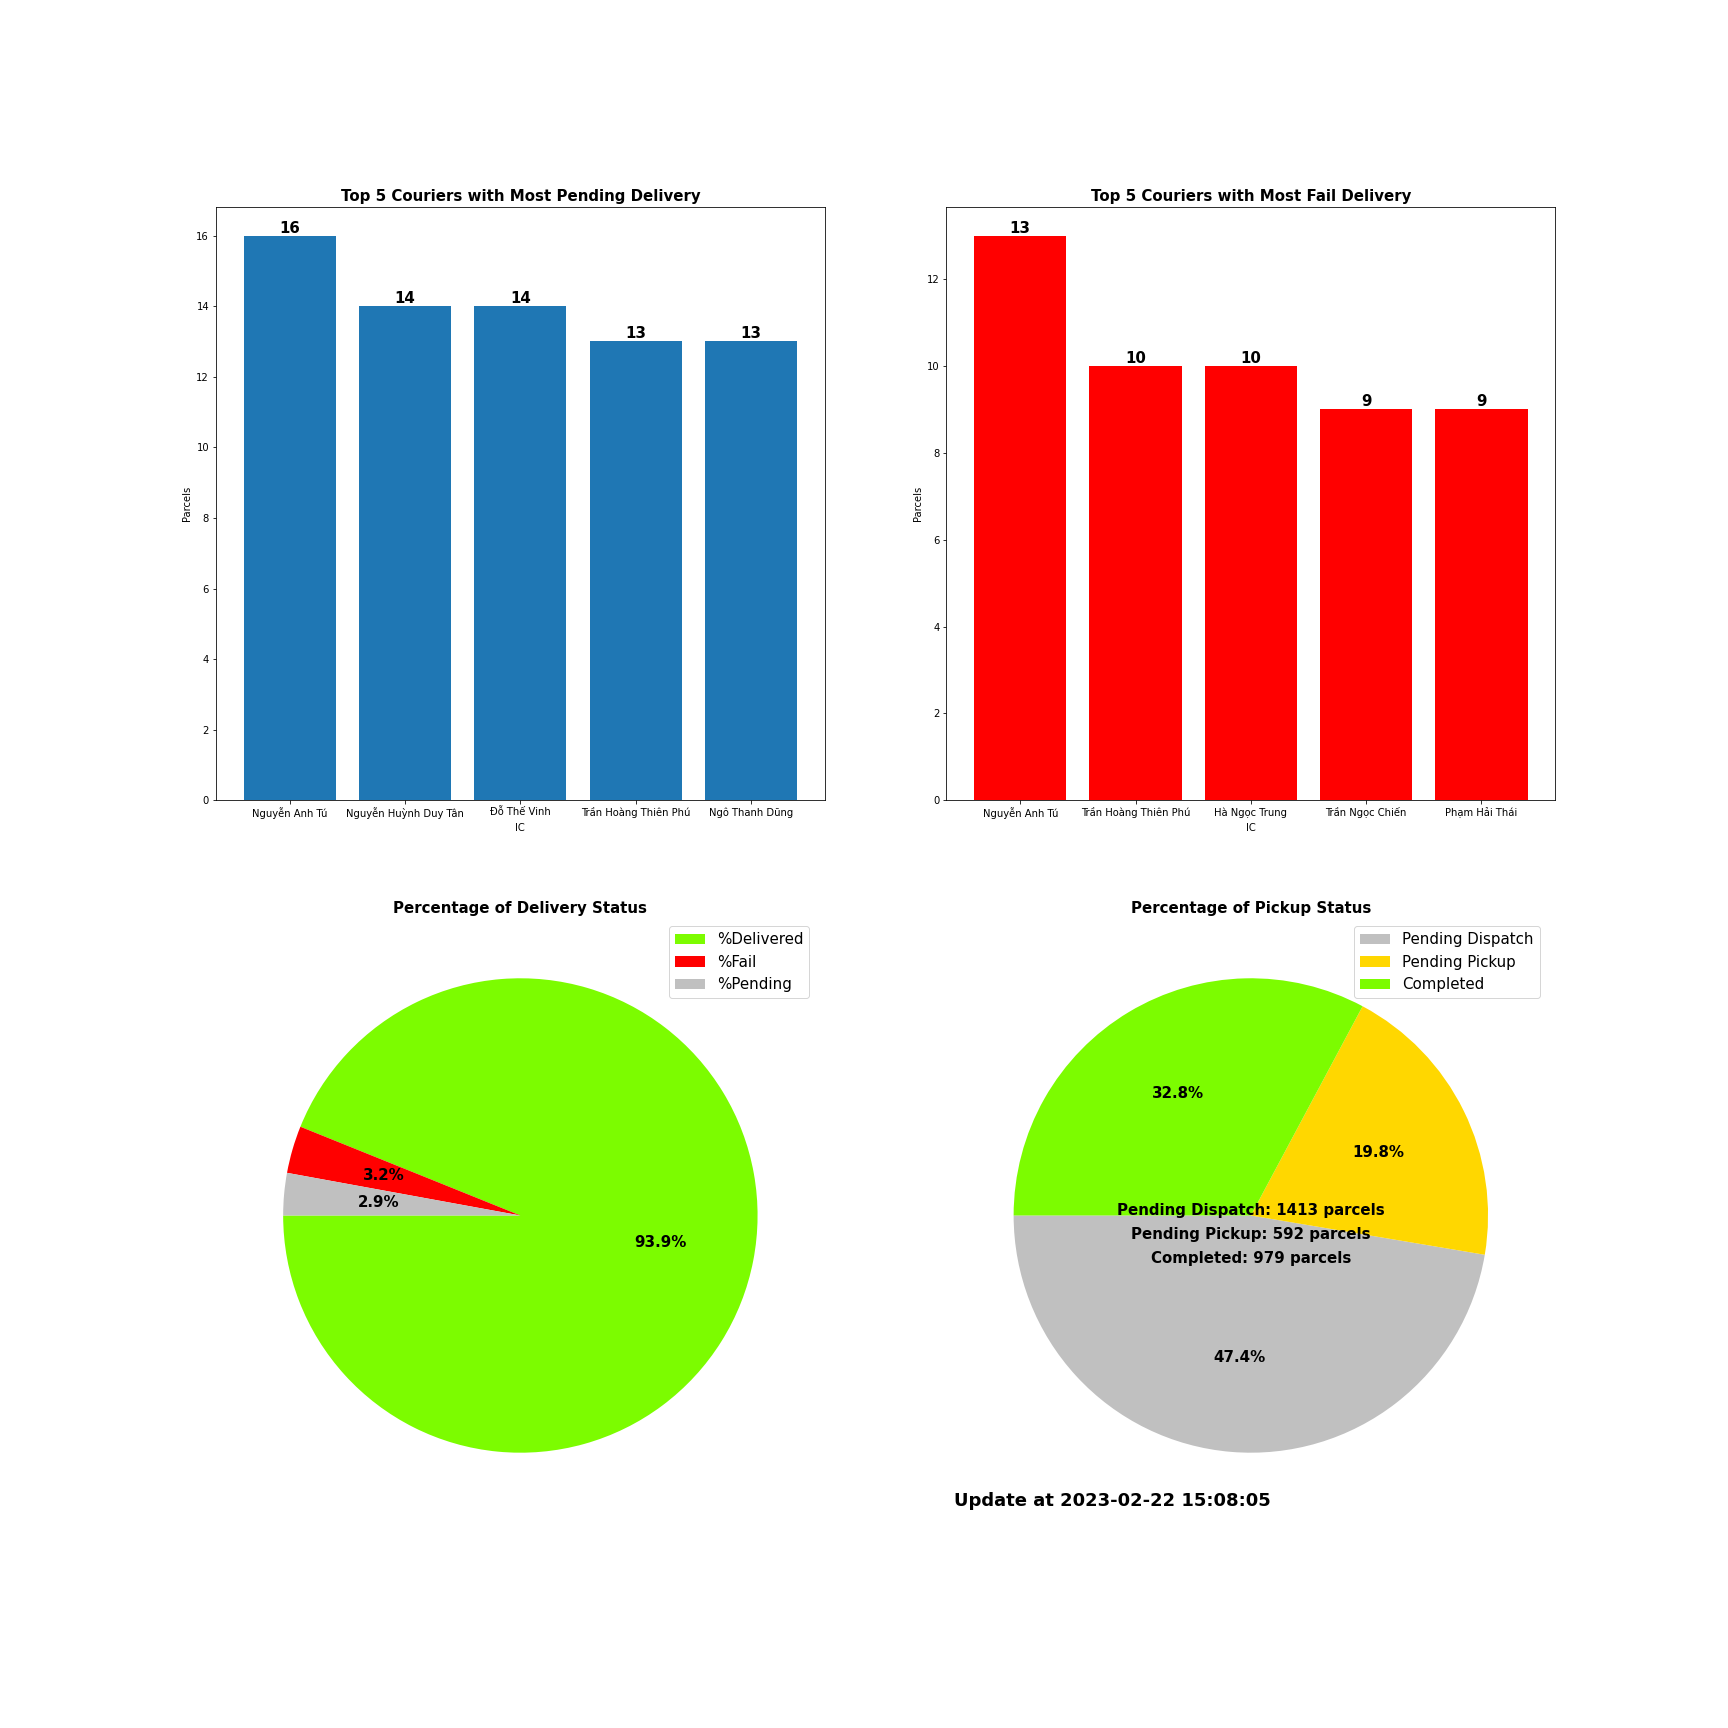 Top 5 Couriers with Most Pending Delivery
16
14
14
13
13
16
14
12
10
8
6
4
2
0
Parcels
Nguyễn Anh Tú
Nguyễn Huỳnh Duy Tân
Đỗ Thế Vinh
Trần Hoàng Thiên Phú
Ngô Thanh Dũng
IC
Top 5 Couriers with Most Fail Delivery
13
10
10
9
9
12
10
8
6
4
2
0
Parcels
Nguyễn Anh Tú
Trần Hoàng Thiên Phú
Hà Ngọc Trung
Trần Ngọc Chiến
Phạm Hải Thái
IC
Percentage of Delivery Status
%Delivered
%Fail
%Pending
3.2%
2.9%
93.9%
Percentage of Pickup Status
Pending Dispatch
Pending Pickup
Completed
32.8%
19.8%
Pending Dispatch: 1413 parcels
Pending Pickup: 592 parcels
Completed: 979 parcels
47.4%
Update at 2023-02-22 15:08:05